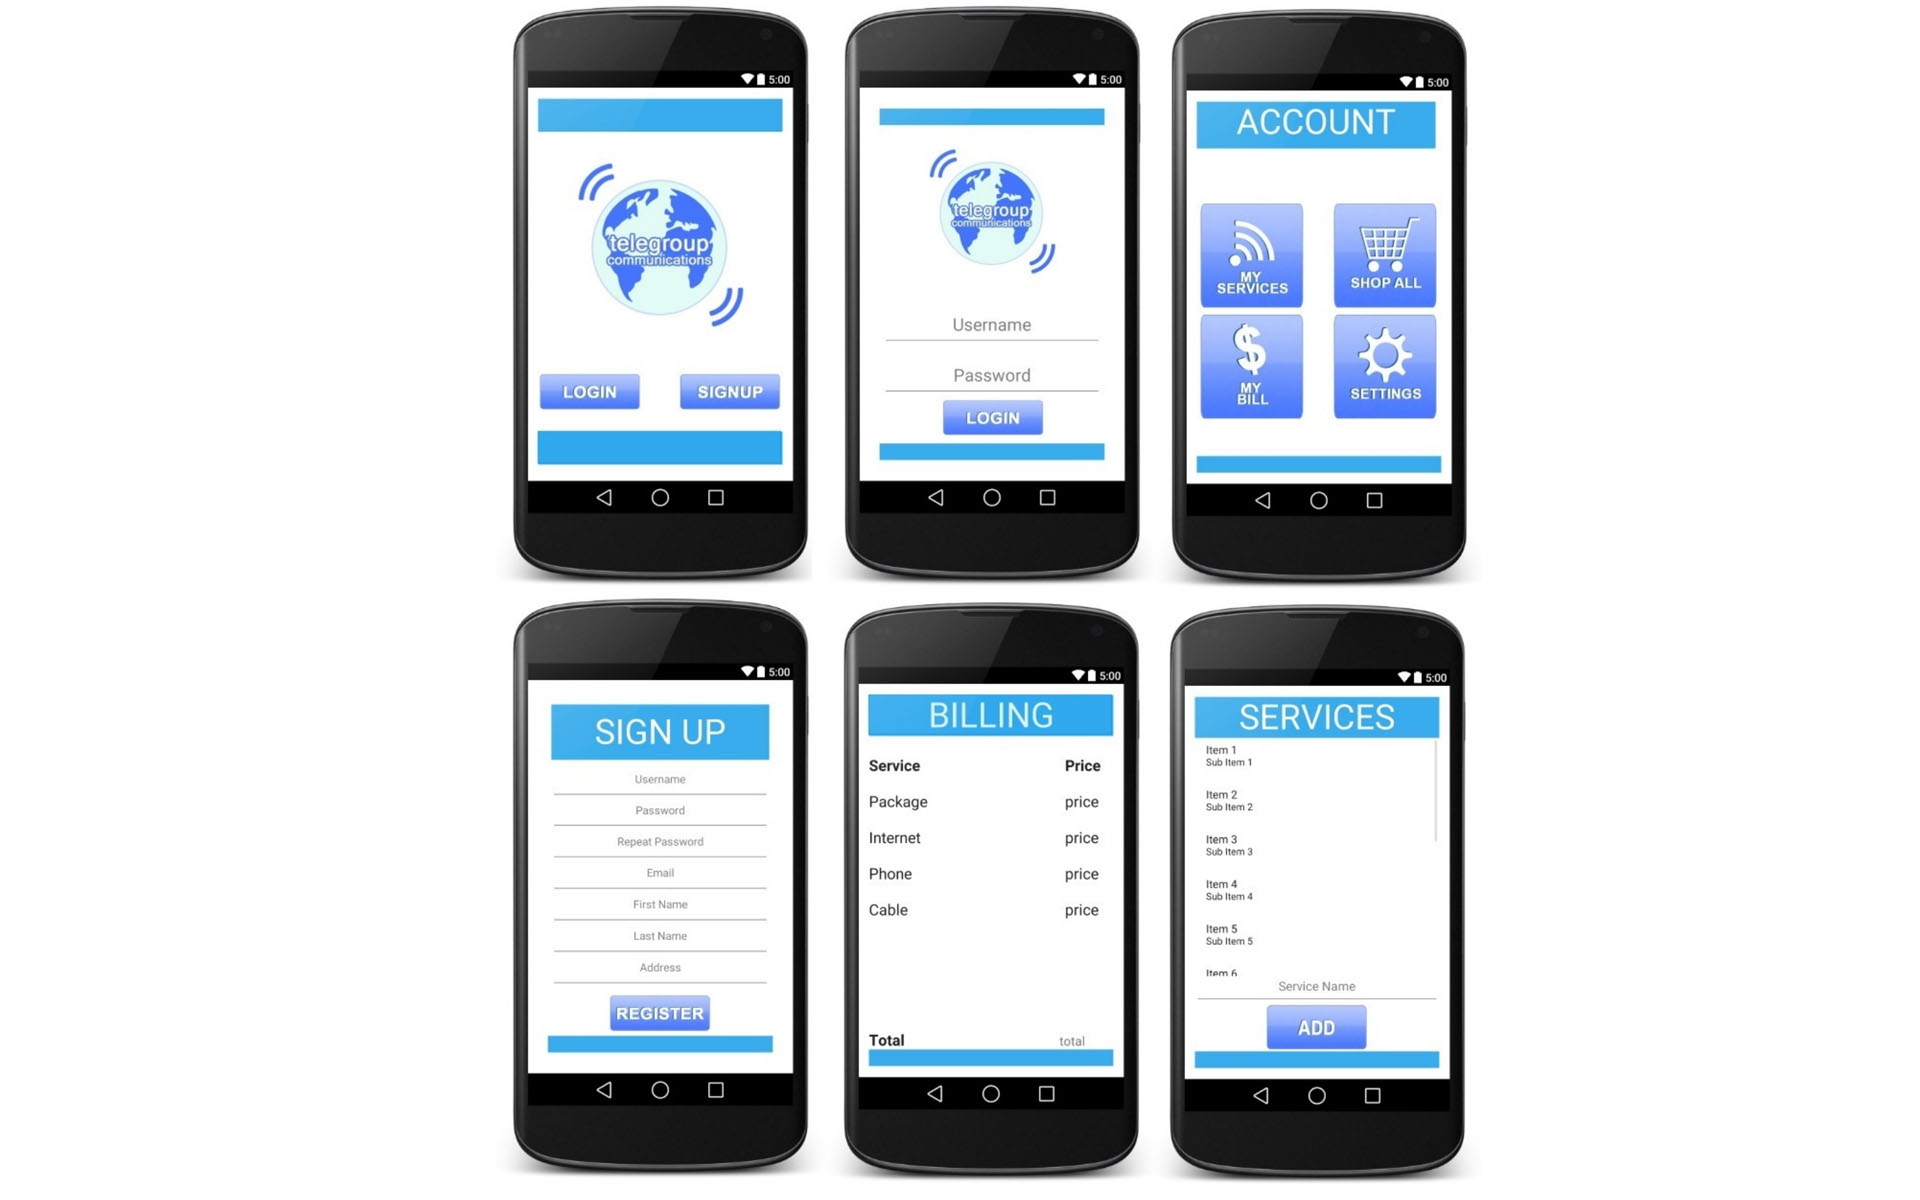 5:00
telegroup
communications
LOGIN
SIGNUP
5:00
telegroup
communications
Username
Password
LOGIN
5:00
ACCOUNT
MY
SERVICES
SHOP ALL
MY
BILL
SETTINGS
5:00
SIGN UP
Username
Password
Repeat Password
Email
First Name
Last Name
Address
REGISTER
5:00
BILLING
Service Price
Package price
Internet price
Phone price
Cable price
Total total
5:00
SERVICES
Item 1
Sub Item 1
Item 2
Sub Item 2
Item 3
Sub Item 3
Item 4
Sub Item 4
Item 5
Sub Item 5
Item 6
Service Name
ADD